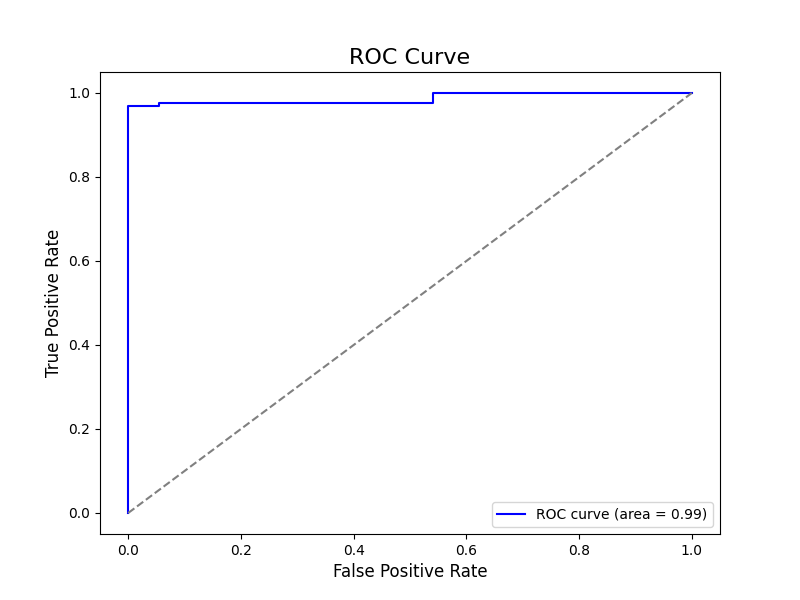 ROC Curve
1.0
0.8
0.6
0.4
0.2
0.0
True Positive Rate
ROC curve (area = 0.99)
0.0 0.2 0.4 0.6 0.8 1.0
False Positive Rate